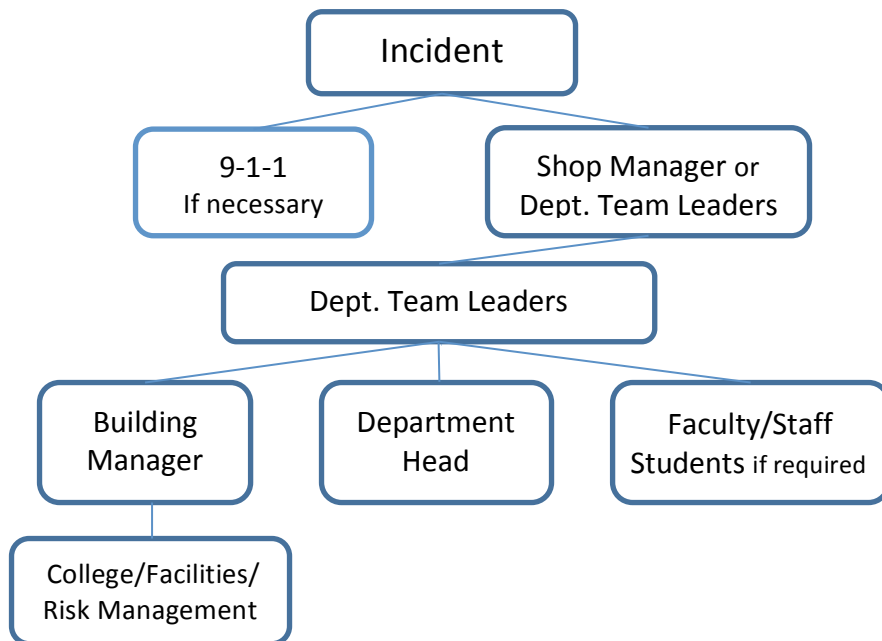 Incident
9-1-1
If necessary
Shop Manager or
Dept. Team Leaders
Dept. Team Leaders
Building
Manager
Department
Head
Faculty/Staff
Students if required
College/Facilities/
Risk Management